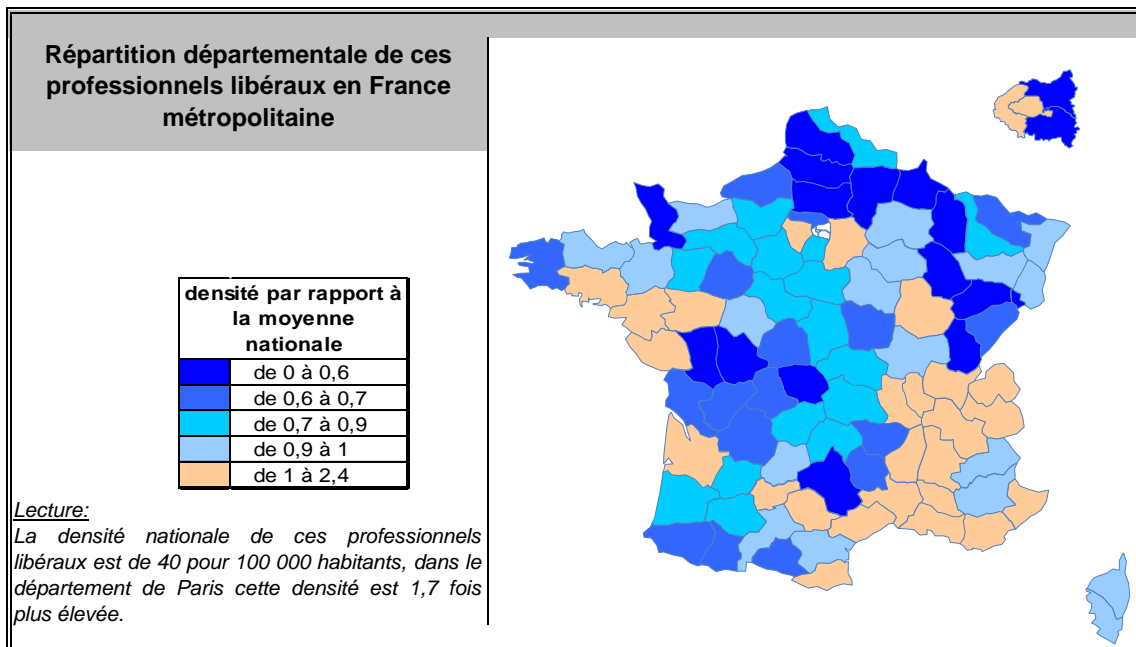 Répartition départementale de ces
professionnels libéraux en France
métropolitaine
densité par rapport à
la moyenne
nationale
de 0 à 0,6
de 0,6 à 0,7
de 0,7 à 0,9
de 0,9 à 1
de 1 à 2,4
Lecture:
La densité nationale de ces professionnels
libéraux est de 40 pour 100 000 habitants, dans le
département de Paris cette densité est 1,7 fois
plus élevée.